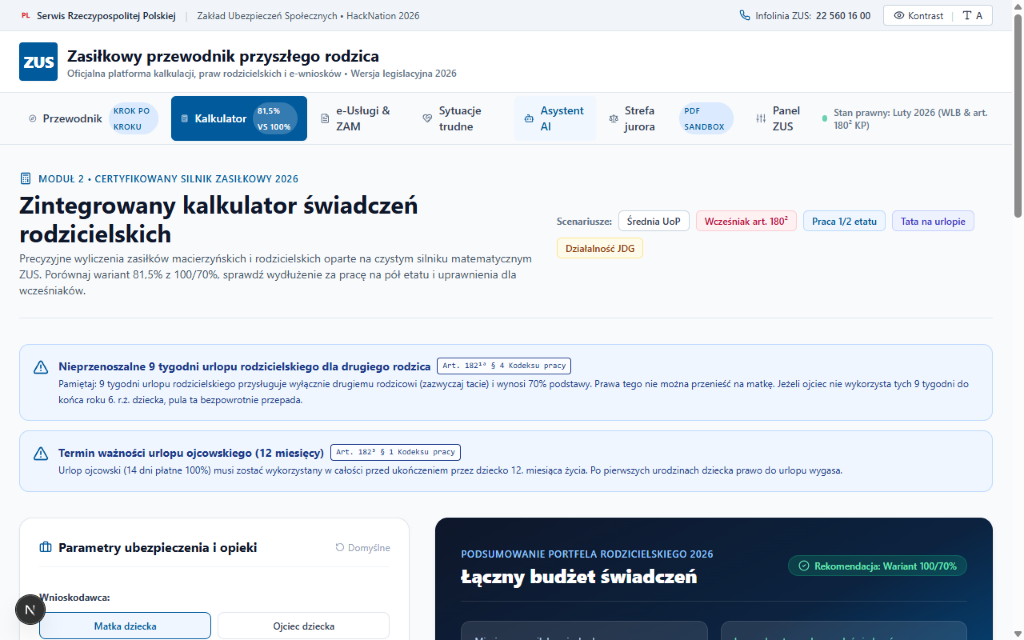 PL Serwis Rzeczypospolitej Polskiej | Zakład Ubezpieczeń Społecznych • HackNation 2026
Infolinia ZUS: 22 560 16 00
Kontrast | T A
ZUS
Zasiłkowy przewodnik przyszłego rodzica
Oficjalna platforma kalkulacji, praw rodzicielskich i e-wniosków • Wersja legislacyjna 2026
Przewodnik
KROK PO
KROKU
Kalkulator
81,5%
VS 100%
e-Usługi &
ZAM
Sytuacje
trudne
Asystent
AI
Strefa
jurora
PDF
SANDBOX
Panel
ZUS
Stan prawny: Luty 2026 (WLB & art.
180² KP)
MODUŁ 2 • CERTYFIKOWANY SILNIK ZASIŁKOWY 2026
Zintegrowany kalkulator świadczeń
rodzicielskich
Precyzyjne wyliczenia zasiłków macierzyńskich i rodzicielskich oparte na czystym silniku matematycznym
ZUS. Porównaj wariant 81,5% z 100/70%, sprawdź wydłużenie za pracę na pół etatu i uprawnienia dla
wcześniaków.
Scenariusze:
Średnia UoP
Wcześniak art. 180²
Praca 1/2 etatu
Tata na urlopie
Działalność JDG
Nieprzenoszalne 9 tygodni urlopu rodzicielskiego dla drugiego rodzica
Art. 182¹ᵃ § 4 Kodeksu pracy
Pamiętaj: 9 tygodni urlopu rodzicielskiego przysługuje wyłącznie drugiemu rodzicowi (zazwyczaj tacie) i wynosi 70% podstawy. Prawa tego nie można przenieść na matkę. Jeżeli ojciec nie wykorzysta tych 9 tygodni do
końca roku 6. r.ż. dziecka, pula ta bezpowrotnie przepada.
Termin ważności urlopu ojcowskiego (12 miesięcy)
Art. 182³ § 1 Kodeksu pracy
Urlop ojcowski (14 dni płatne 100%) musi zostać wykorzystany w całości przed ukończeniem przez dziecko 12. miesiąca życia. Po pierwszych urodzinach dziecka prawo do urlopu wygasa.
Parametry ubezpieczenia i opieki
Domyślne
Wnioskodawca:
N
Matka dziecka
Ojciec dziecka
PODSUMOWANIE PORTFELA RODZICIELSKIEGO 2026
Łączny budżet świadczeń
Rekomendacja: Wariant 100/70%